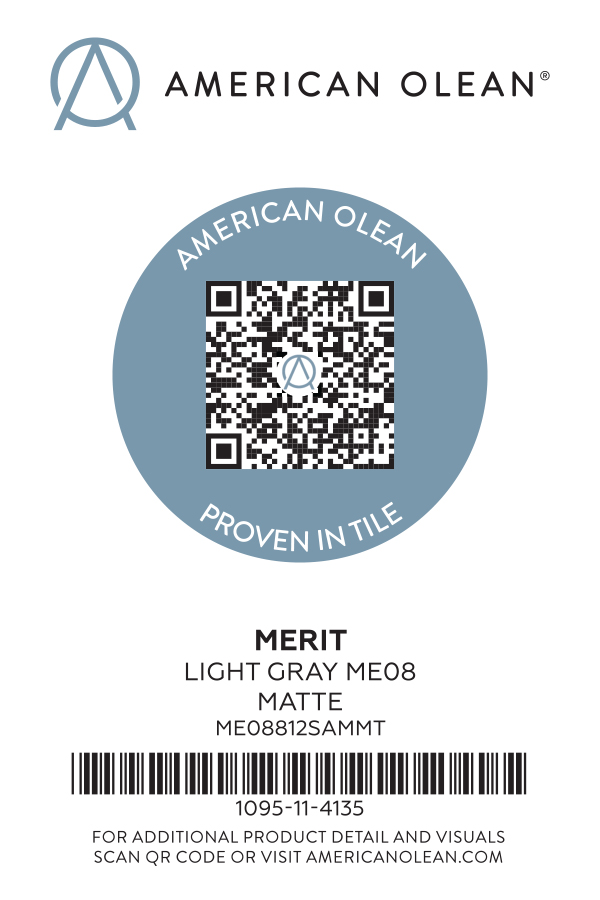 AMERICAN OLEAN®
AMERICAN OLEAN
PROVEN IN TILE
MERIT
LIGHT GRAY ME08
MATTE
ME08812SAMMT
1095-11-4135
FOR ADDITIONAL PRODUCT DETAIL AND VISUALS
SCAN QR CODE OR VISIT AMERICANOLEAN.COM